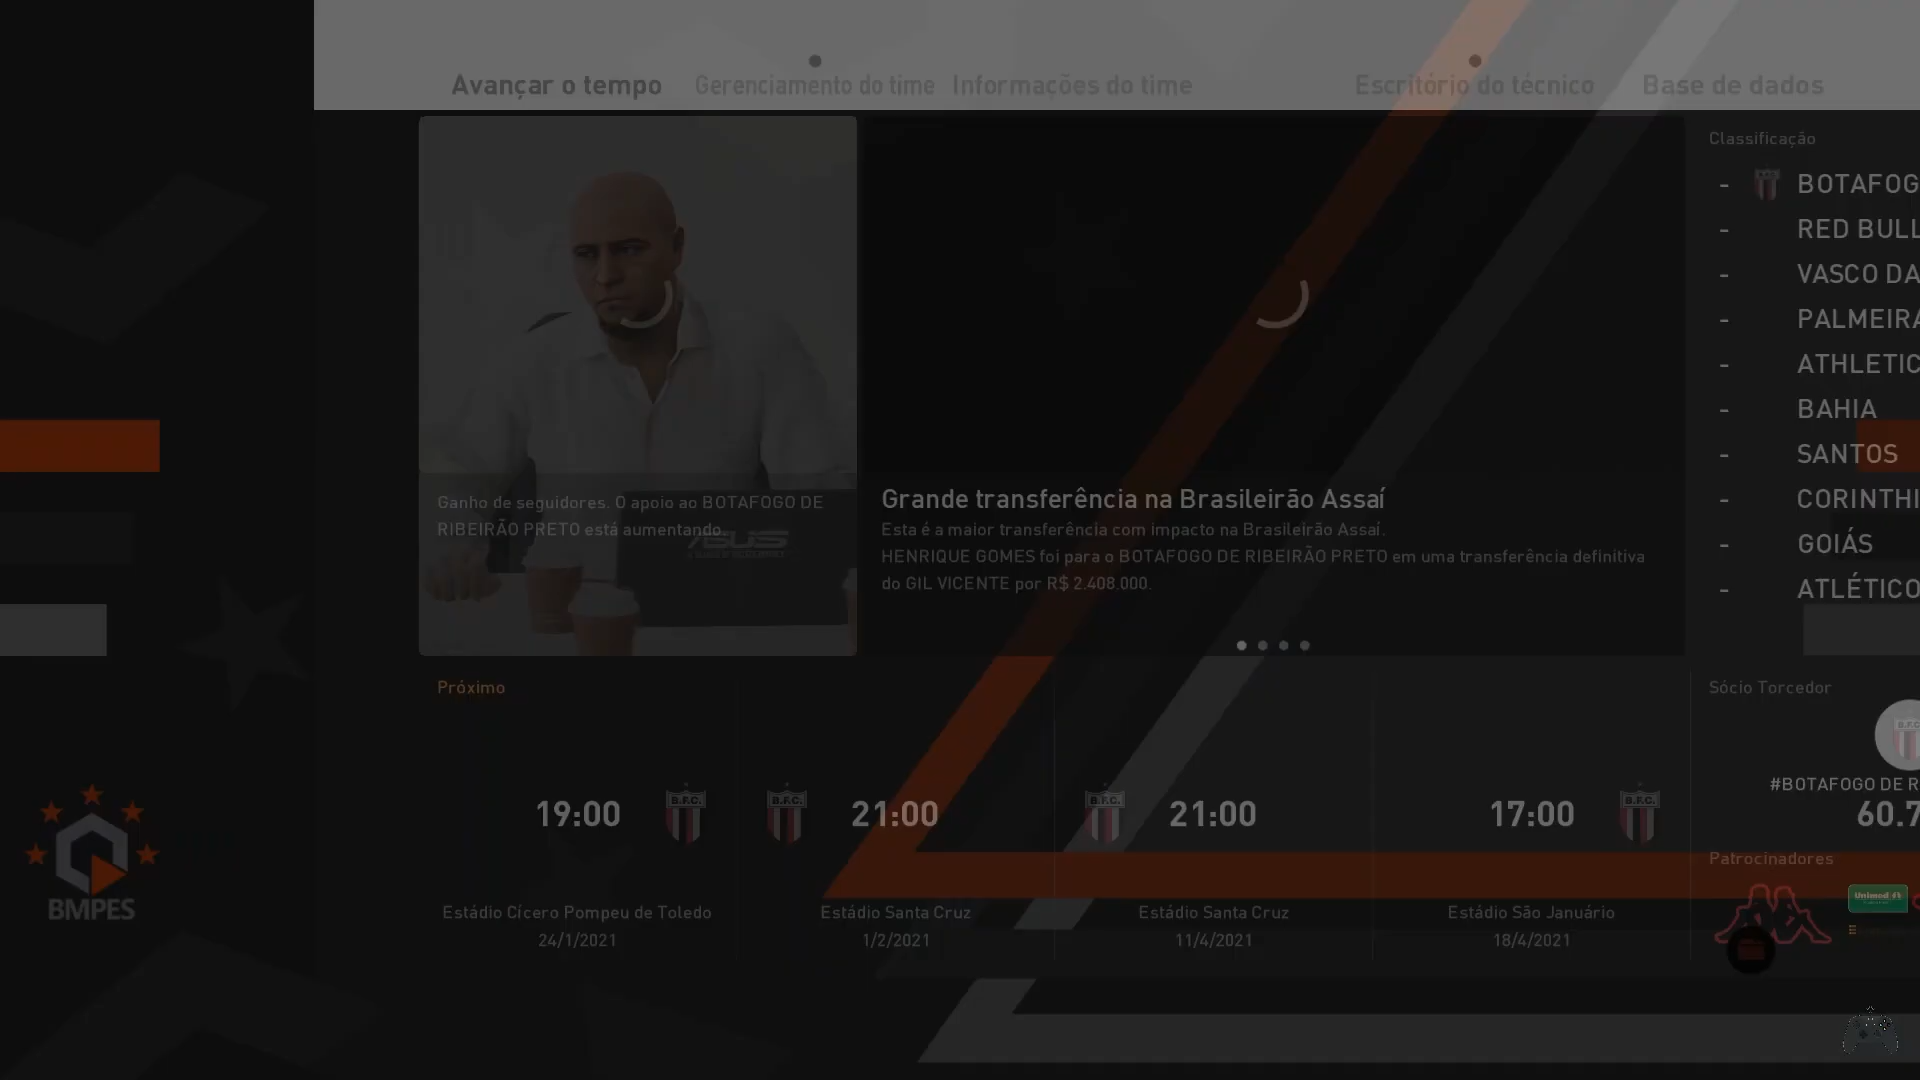 Avançar o tempo
Gerenciamento do time
Informações do time
Escritório do técnico
Base de dados
Ganho de seguidores. O apoio ao BOTAFOGO DE
RIBEIRÃO PRETO está aumentando.
ASUS
Grande transferência na Brasileirão Assaí
Esta é a maior transferência com impacto na Brasileirão Assaí.
HENRIQUE GOMES foi para o BOTAFOGO DE RIBEIRÃO PRETO em uma transferência definitiva
do GIL VICENTE por R$ 2.408.000.
Classificação
- BOTAFOG
- RED BULL
- VASCO DA
- PALMEIRA
- ATHLETIC
- BAHIA
- SANTOS
- CORINTHI
- GOIÁS
- ATLÉTICO
Próximo
19:00
B.F.C.
Estádio Cícero Pompeu de Toledo
24/1/2021
B.F.C.
21:00
Estádio Santa Cruz
1/2/2021
B.F.C.
21:00
Estádio Santa Cruz
11/4/2021
17:00
B.F.C.
Estádio São Januário
18/4/2021
Sócio Torcedor
B.F.C.
#BOTAFOGO DE R
60.7
Patrocinadores
Unimed
BMPES